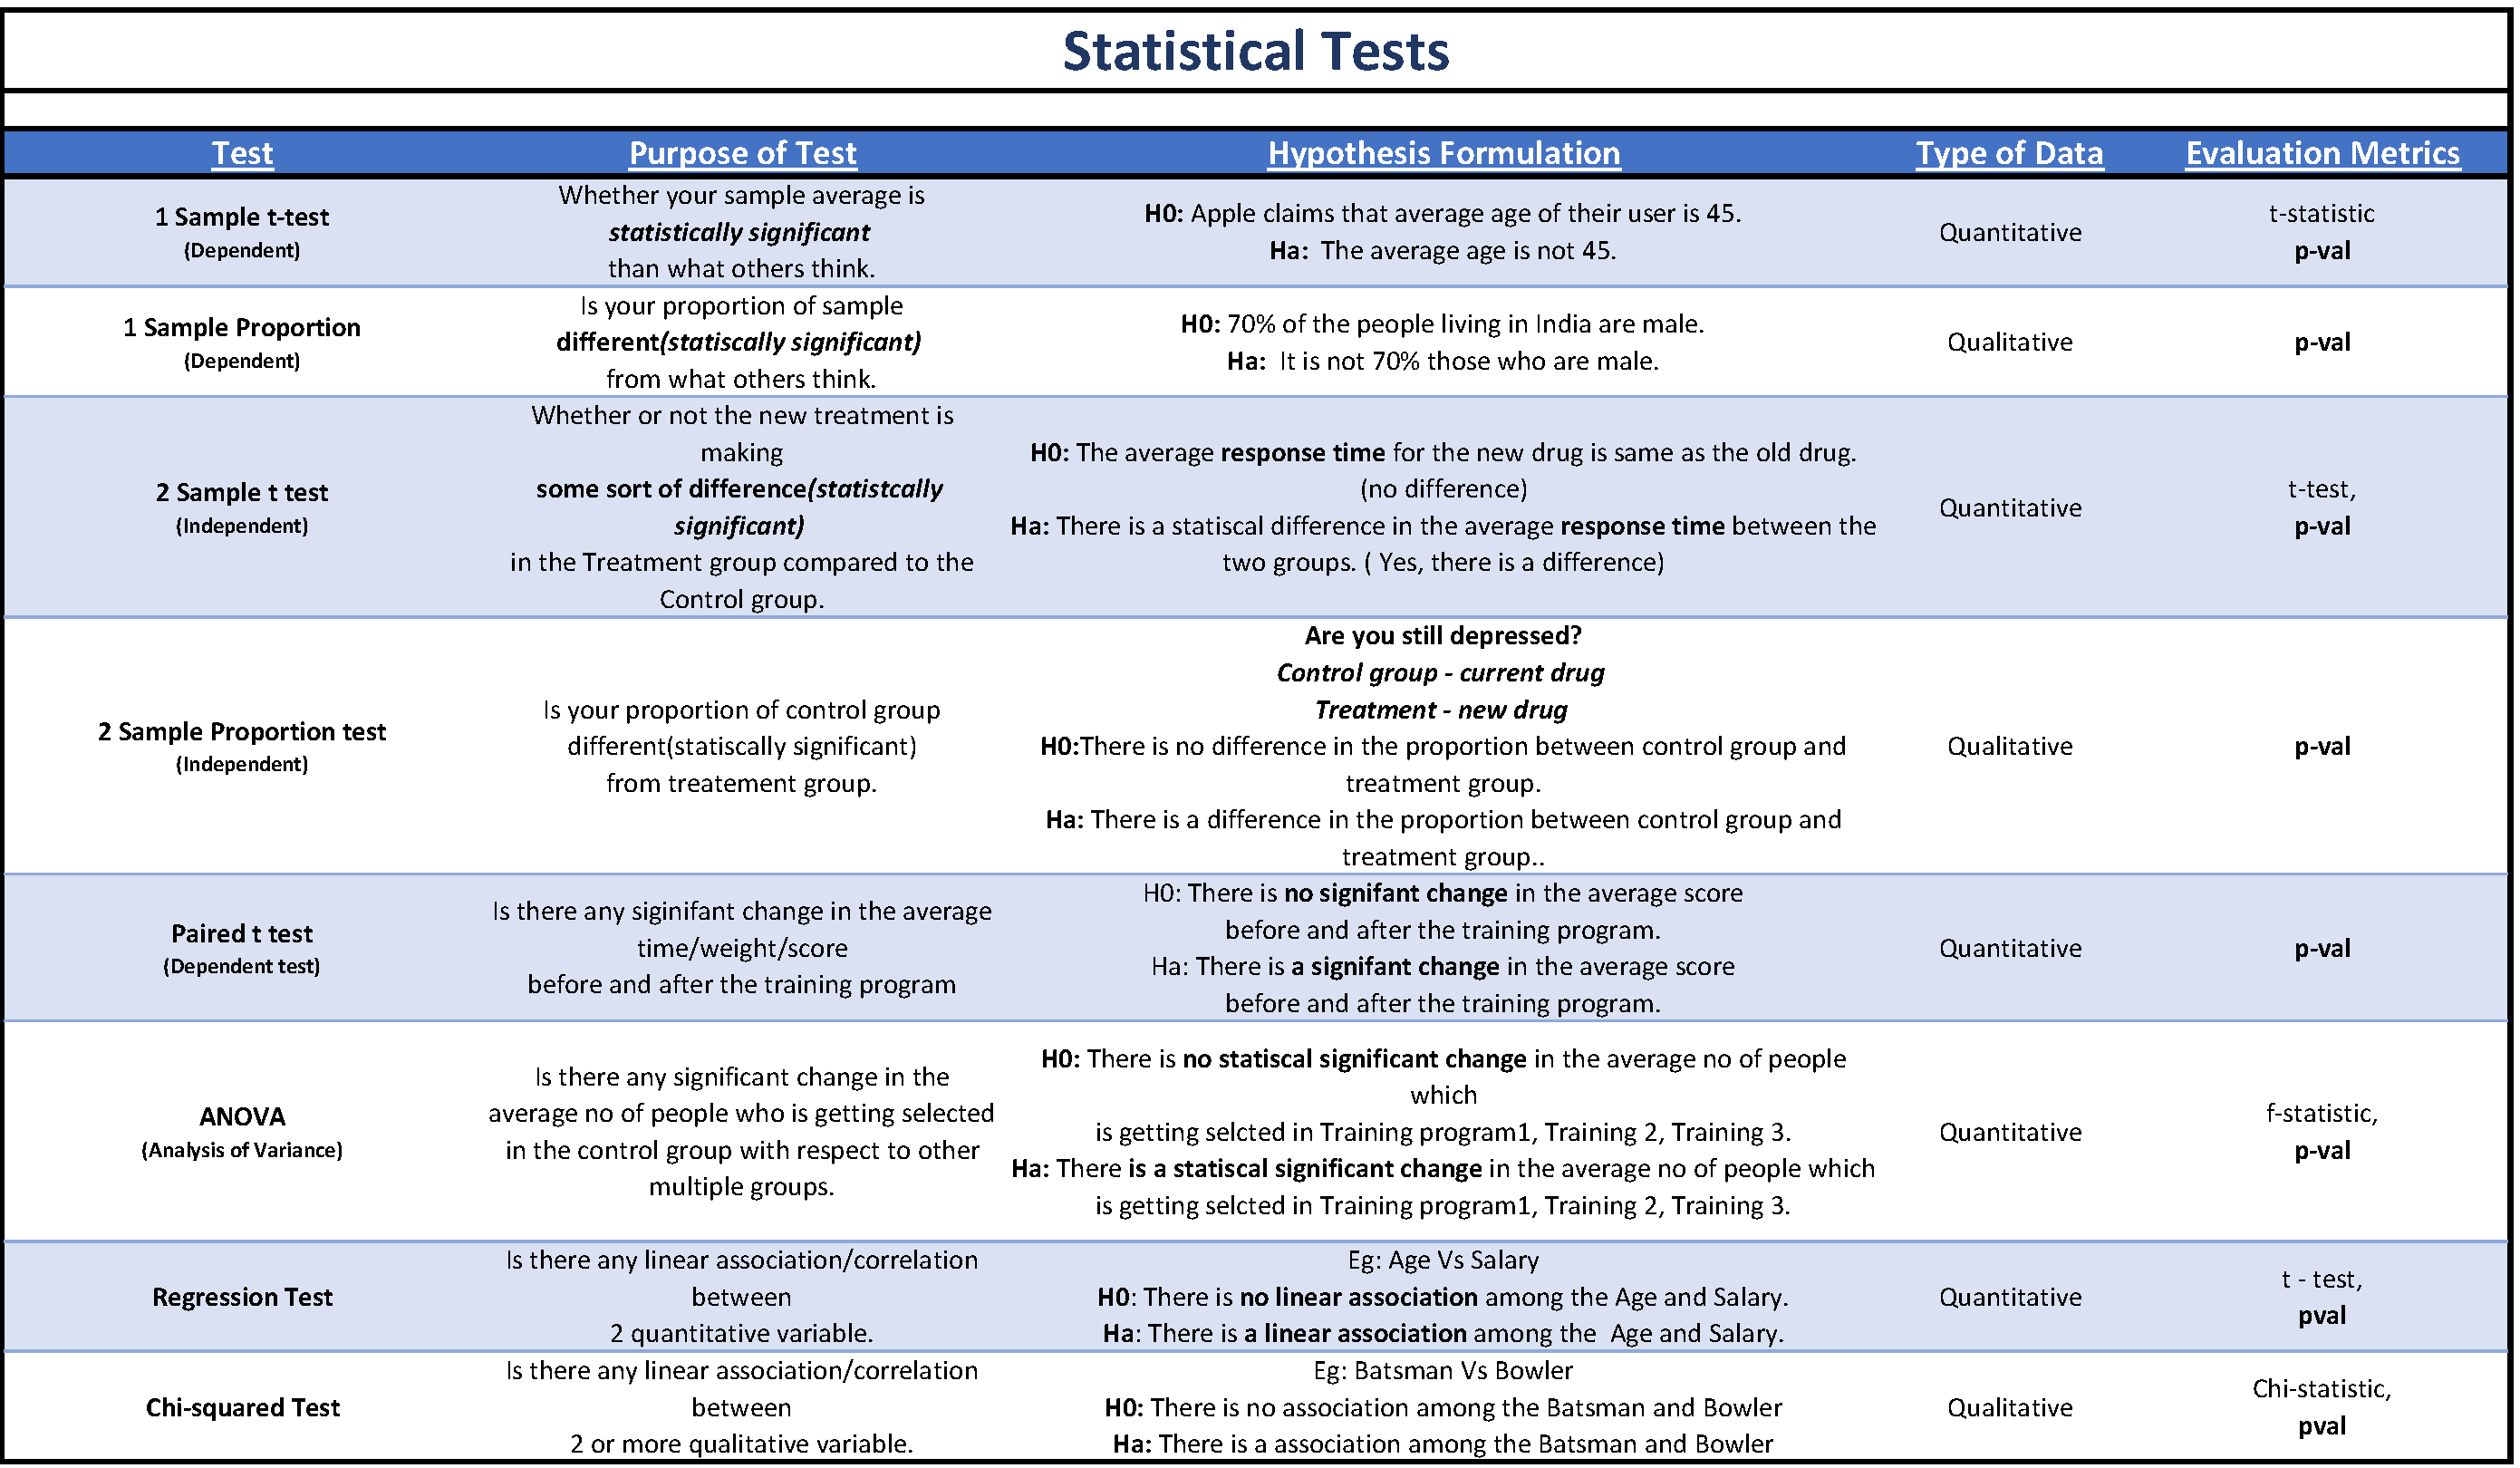 Statistical Tests
Test Purpose of Test Hypothesis Formulation Type of Data Evaluation Metrics
1 Sample t-test
(Dependent)
Whether your sample average is
statistically significant
than what others think.
H0: Apple claims that average age of their user is 45.
Ha: The average age is not 45.
Quantitative
t-statistic
p-val
1 Sample Proportion
(Dependent)
Is your proportion of sample
different(statiscally significant)
from what others think.
H0: 70% of the people living in India are male.
Ha: It is not 70% those who are male.
Qualitative
p-val
2 Sample t test
(Independent)
Whether or not the new treatment is
making
some sort of difference(statistcally
significant)
in the Treatment group compared to the
Control group.
H0: The average response time for the new drug is same as the old drug.
(no difference)
Ha: There is a statiscal difference in the average response time between the
two groups. ( Yes, there is a difference)
Quantitative
t-test,
p-val
2 Sample Proportion test
(Independent)
Is your proportion of control group
different(statiscally significant)
from treatement group.
Are you still depressed?
Control group - current drug
Treatment - new drug
H0:There is no difference in the proportion between control group and
treatment group.
Ha: There is a difference in the proportion between control group and
treatment group..
Qualitative
p-val
Paired t test
(Dependent test)
Is there any siginifant change in the average
time/weight/score
before and after the training program
H0: There is no signifant change in the average score
before and after the training program.
Ha: There is a signifant change in the average score
before and after the training program.
Quantitative
p-val
ANOVA
(Analysis of Variance)
Is there any significant change in the
average no of people who is getting selected
in the control group with respect to other
multiple groups.
H0: There is no statiscal significant change in the average no of people
which
is getting selcted in Training program1, Training 2, Training 3.
Ha: There is a statiscal significant change in the average no of people which
is getting selcted in Training program1, Training 2, Training 3.
Quantitative
f-statistic,
p-val
Regression Test
Is there any linear association/correlation
between
2 quantitative variable.
Eg: Age Vs Salary
H0: There is no linear association among the Age and Salary.
Ha: There is a linear association among the Age and Salary.
Quantitative
t - test,
pval
Chi-squared Test
Is there any linear association/correlation
between
2 or more qualitative variable.
Eg: Batsman Vs Bowler
H0: There is no association among the Batsman and Bowler
Ha: There is a association among the Batsman and Bowler
Qualitative
Chi-statistic,
pval